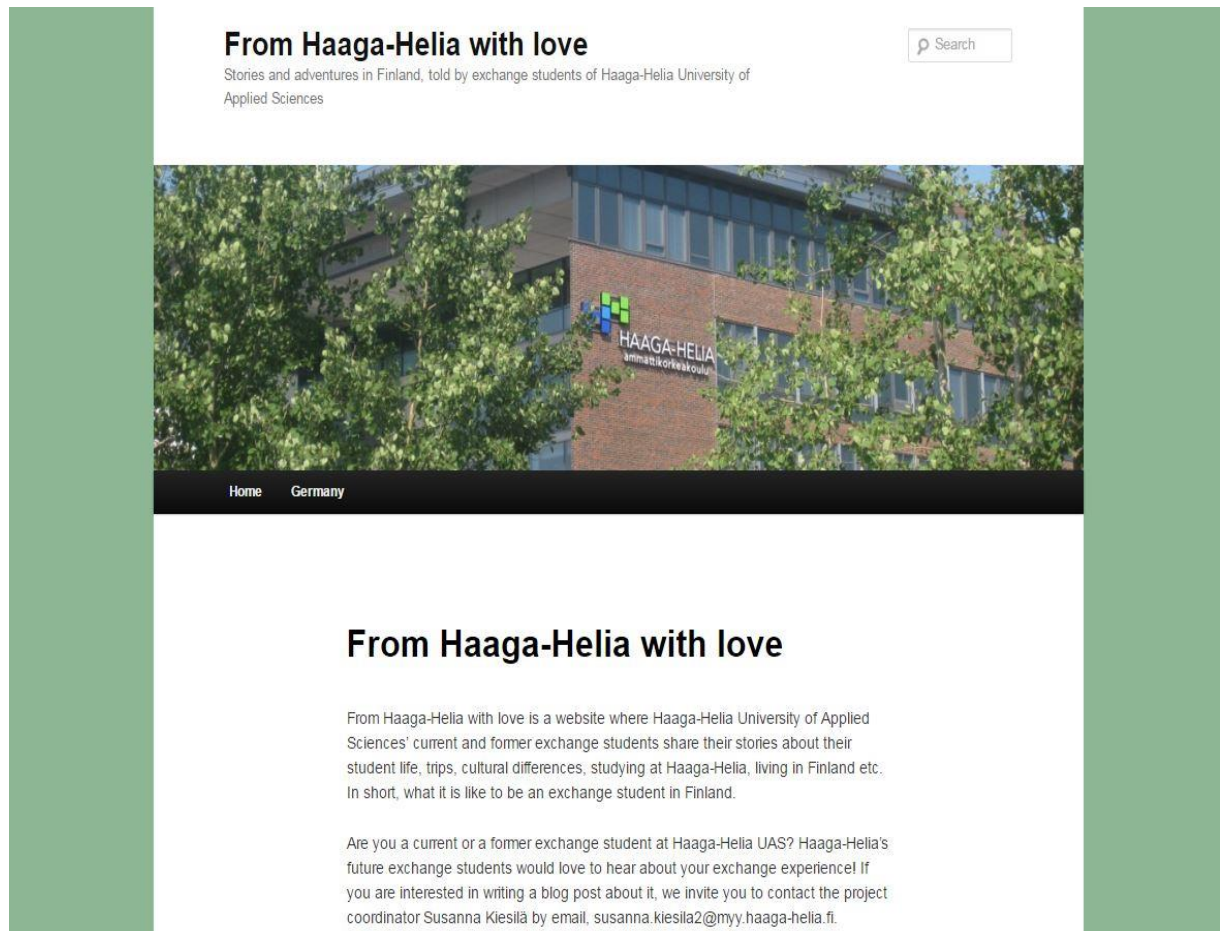 From Haaga-Helia with love
Search
Stories and adventures in Finland, told by exchange students of Haaga-Helia University of
Applied Sciences
HAAGA-HELIA
ammattikorkeakoulu
Home Germany
From Haaga-Helia with love
From Haaga-Helia with love is a website where Haaga-Helia University of Applied
Sciences’ current and former exchange students share their stories about their
student life, trips, cultural differences, studying at Haaga-Helia, living in Finland etc.
In short, what it is like to be an exchange student in Finland.
Are you a current or a former exchange student at Haaga-Helia UAS? Haaga-Helia’s
future exchange students would love to hear about your exchange experience! If
you are interested in writing a blog post about it, we invite you to contact the project
coordinator Susanna Kiesilä by email, susanna.kiesila2@myy.haaga-helia.fi.